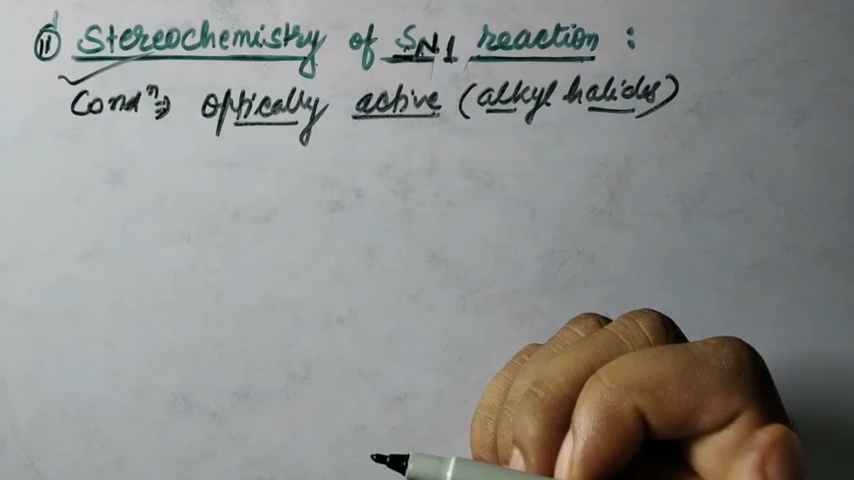 (ii) Stereochemistry of SN1 reaction :
Condⁿ ⇒ optically active (alkyl halides)